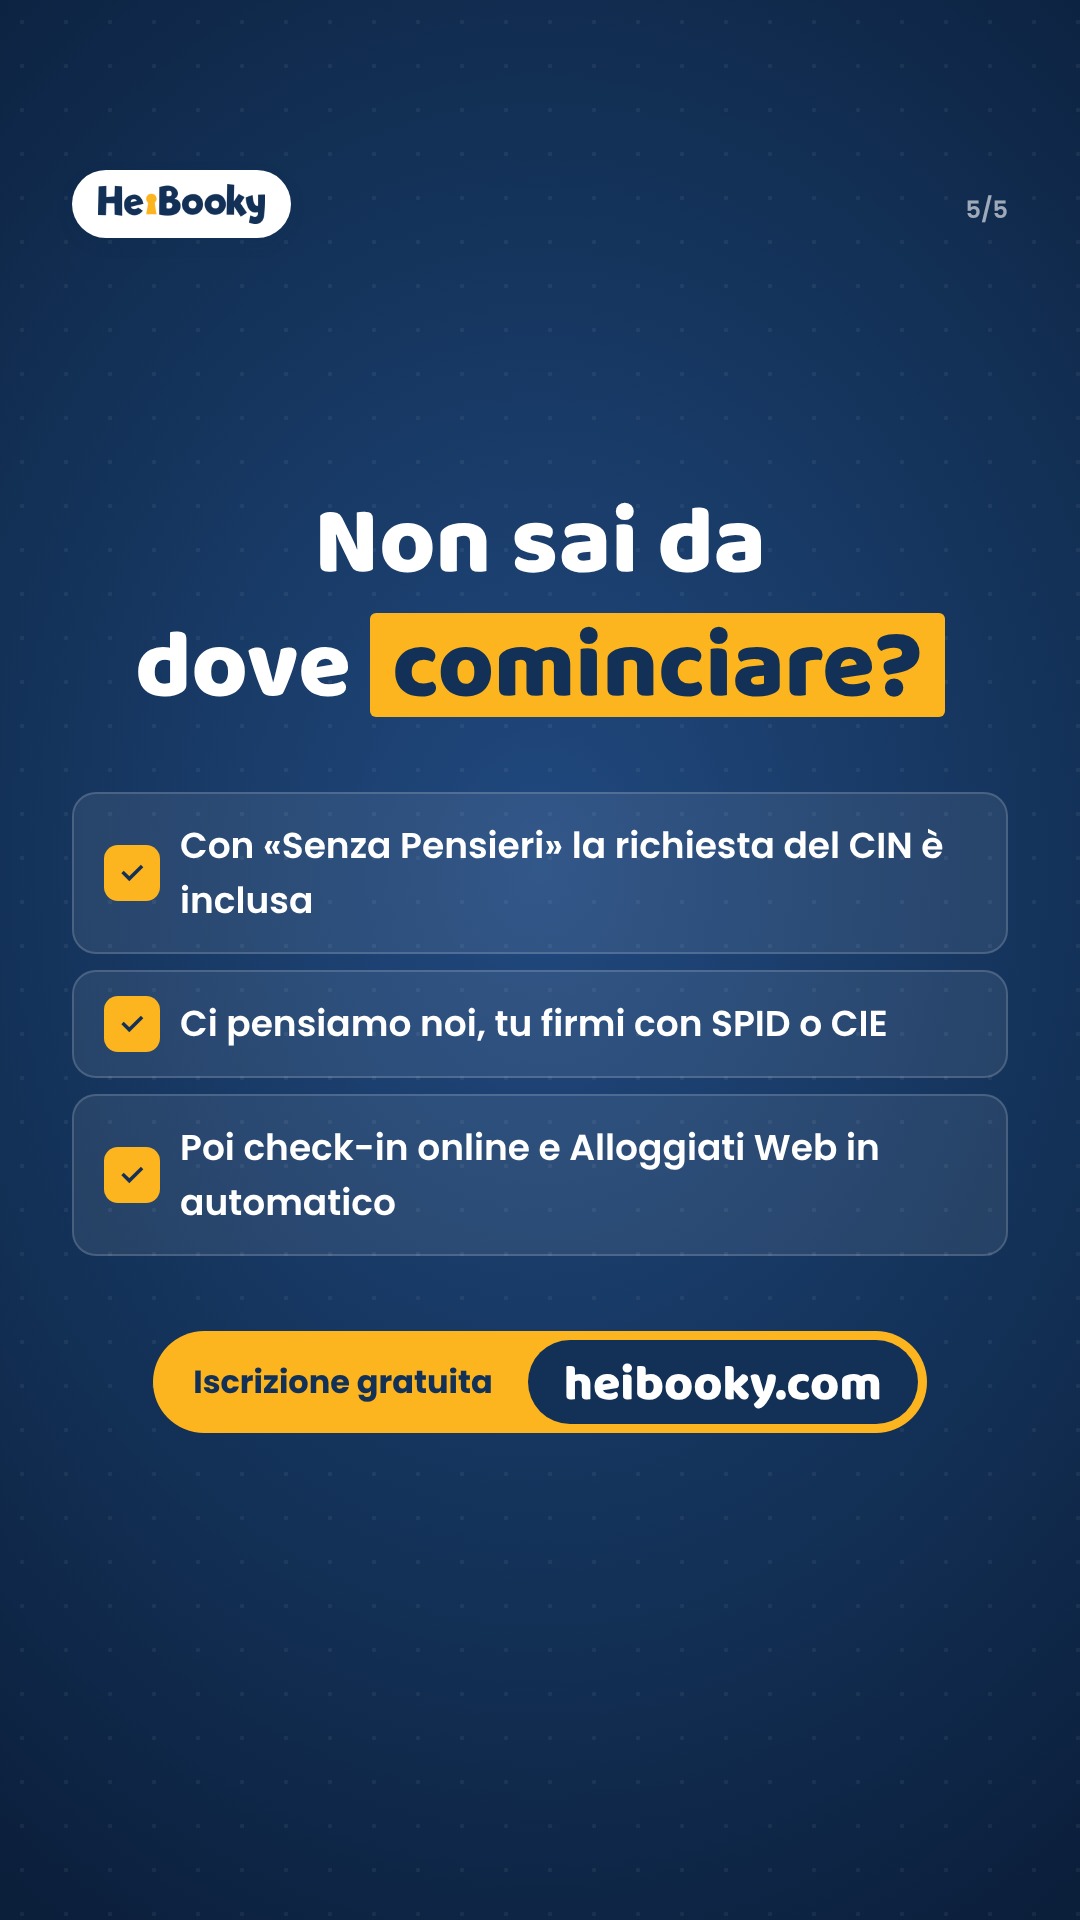 HeiBooky
5/5
Non sai da
dove cominciare?
Con «Senza Pensieri» la richiesta del CIN è
inclusa
Ci pensiamo noi, tu firmi con SPID o CIE
Poi check-in online e Alloggiati Web in
automatico
Iscrizione gratuita heibooky.com